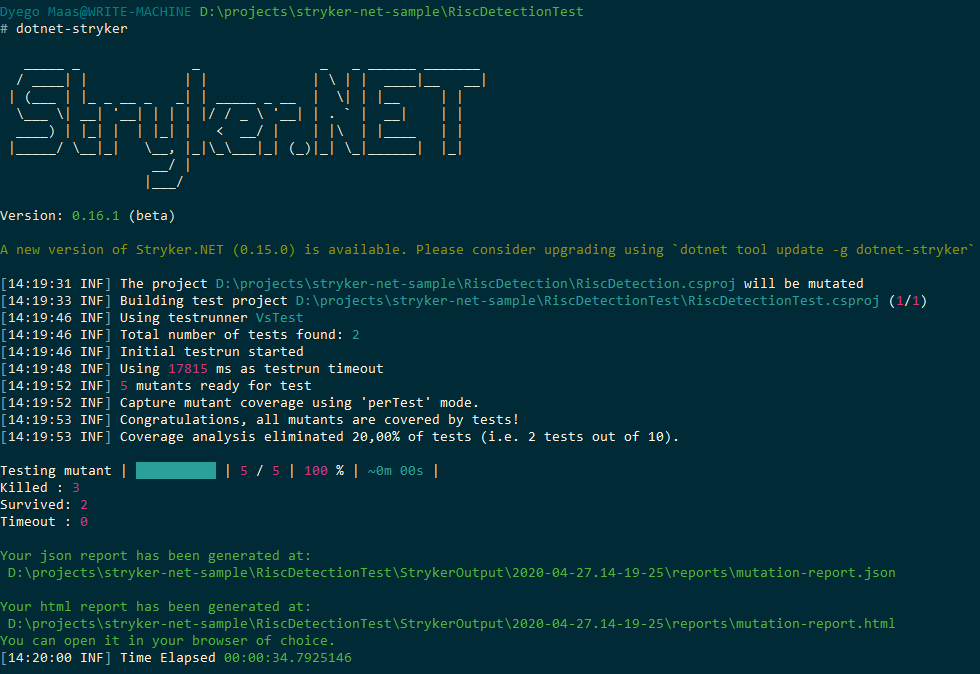 Dyego Maas@WRITE-MACHINE D:\projects\stryker-net-sample\RiscDetectionTest
# dotnet-stryker
Stryker.NET
Version: 0.16.1 (beta)
A new version of Stryker.NET (0.15.0) is available. Please consider upgrading using `dotnet tool update -g dotnet-stryker`
[14:19:31 INF] The project D:\projects\stryker-net-sample\RiscDetection\RiscDetection.csproj will be mutated
[14:19:33 INF] Building test project D:\projects\stryker-net-sample\RiscDetectionTest\RiscDetectionTest.csproj (1/1)
[14:19:46 INF] Using testrunner VsTest
[14:19:46 INF] Total number of tests found: 2
[14:19:46 INF] Initial testrun started
[14:19:48 INF] Using 17815 ms as testrun timeout
[14:19:52 INF] 5 mutants ready for test
[14:19:52 INF] Capture mutant coverage using 'perTest' mode.
[14:19:53 INF] Congratulations, all mutants are covered by tests!
[14:19:53 INF] Coverage analysis eliminated 20,00% of tests (i.e. 2 tests out of 10).
Testing mutant | | 5 / 5 | 100 % | ~0m 00s |
Killed : 3
Survived: 2
Timeout : 0
Your json report has been generated at:
D:\projects\stryker-net-sample\RiscDetectionTest\StrykerOutput\2020-04-27.14-19-25\reports\mutation-report.json
Your html report has been generated at:
D:\projects\stryker-net-sample\RiscDetectionTest\StrykerOutput\2020-04-27.14-19-25\reports\mutation-report.html
You can open it in your browser of choice.
[14:20:00 INF] Time Elapsed 00:00:34.7925146